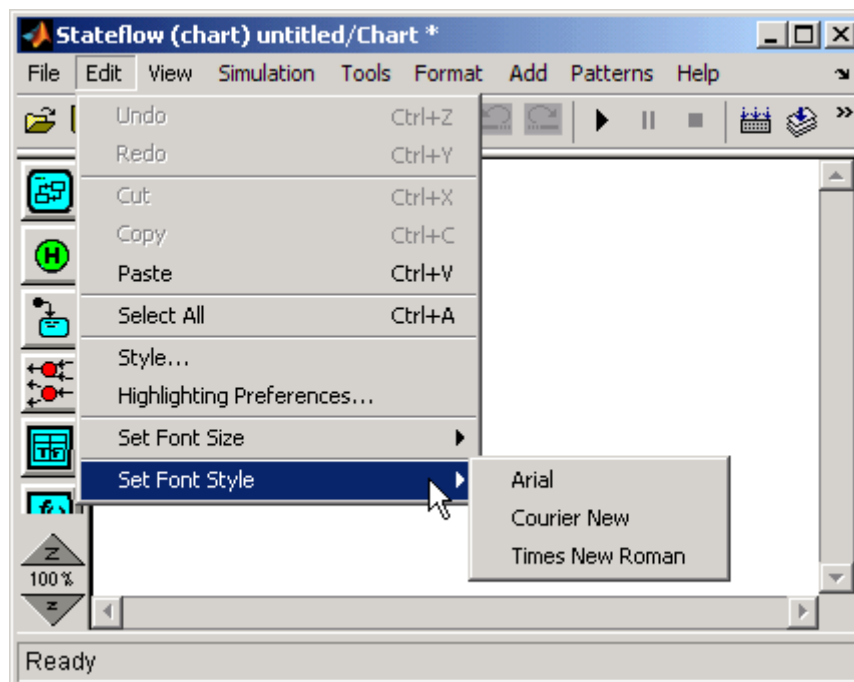 Stateflow (chart) untitled/Chart *
File Edit View Simulation Tools Format Add Patterns Help
Undo Ctrl+Z
Redo Ctrl+Y
Cut Ctrl+X
Copy Ctrl+C
Paste Ctrl+V
Select All Ctrl+A
Style...
Highlighting Preferences...
Set Font Size
Set Font Style
Arial
Courier New
Times New Roman
H
Z
100%
Z
Ready